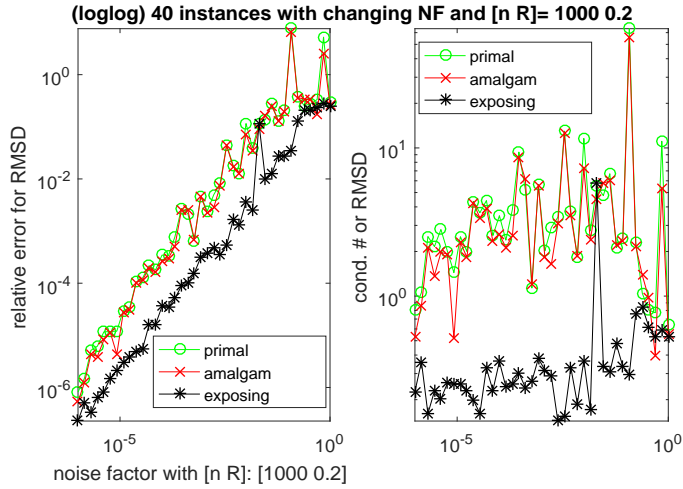 (loglog) 40 instances with changing NF and [n R]= 1000 0.2
relative error for RMSD
10^0
10^-2
10^-4
10^-6
primal
amalgam
exposing
10^-5
10^0
noise factor with [n R]: [1000 0.2]
cond. # or RMSD
10^1
10^0
primal
amalgam
exposing
10^-5
10^0